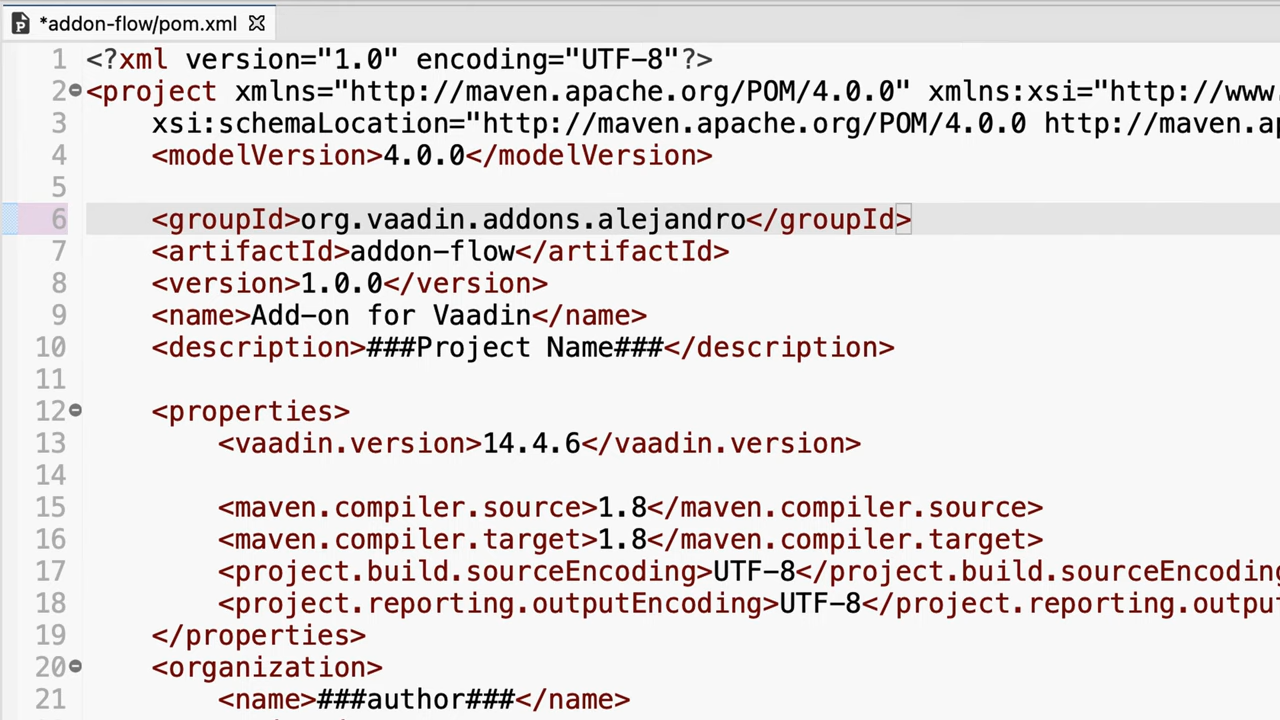 *addon-flow/pom.xml
1 <?xml version="1.0" encoding="UTF-8"?>
2 <project xmlns="http://maven.apache.org/POM/4.0.0" xmlns:xsi="http://www.
3 xsi:schemaLocation="http://maven.apache.org/POM/4.0.0 http://maven.ap
4 <modelVersion>4.0.0</modelVersion>
5
6 <groupId>org.vaadin.addons.alejandro</groupId>
7 <artifactId>addon-flow</artifactId>
8 <version>1.0.0</version>
9 <name>Add-on for Vaadin</name>
10 <description>###Project Name###</description>
11
12 <properties>
13 <vaadin.version>14.4.6</vaadin.version>
14
15 <maven.compiler.source>1.8</maven.compiler.source>
16 <maven.compiler.target>1.8</maven.compiler.target>
17 <project.build.sourceEncoding>UTF-8</project.build.sourceEncoding
18 <project.reporting.outputEncoding>UTF-8</project.reporting.output
19 </properties>
20 <organization>
21 <name>###author###</name>